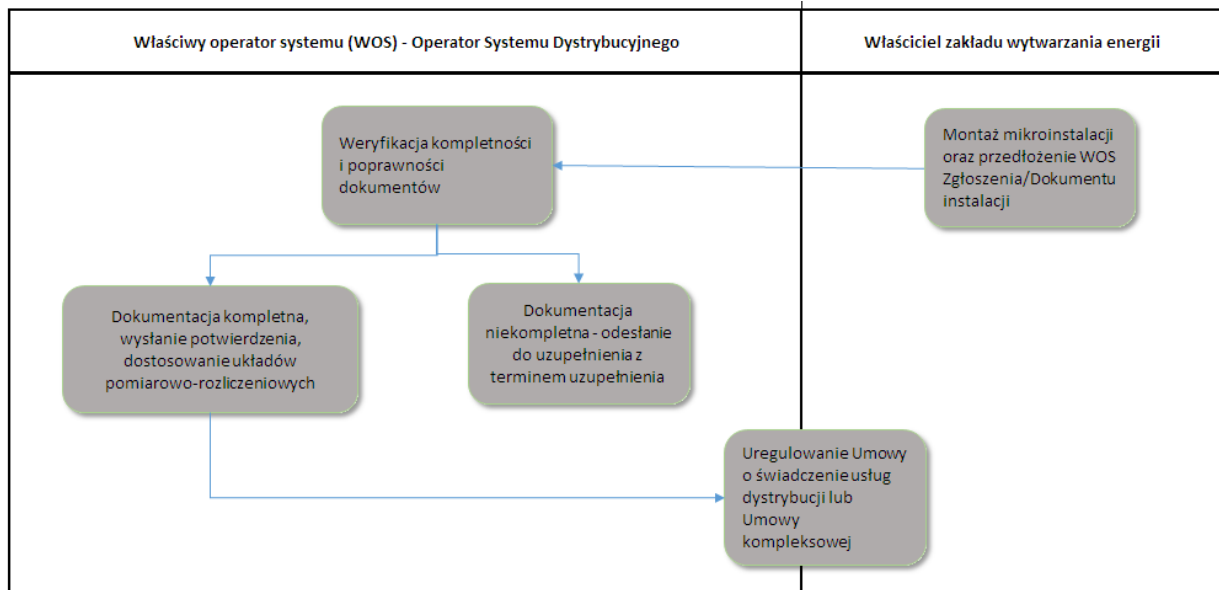 Właściwy operator systemu (WOS) - Operator Systemu Dystrybucyjnego
Właściciel zakładu wytwarzania energii
Weryfikacja kompletności
i poprawności
dokumentów
Montaż mikroinstalacji
oraz przedłożenie WOS
Zgłoszenia/Dokumentu
instalacji
Dokumentacja kompletna,
wysłanie potwierdzenia,
dostosowanie układów
pomiarowo-rozliczeniowych
Dokumentacja
niekompletna - odesłanie
do uzupełnienia z
terminem uzupełnienia
Uregulowanie Umowy
o świadczenie usług
dystrybucji lub
Umowy
kompleksowej